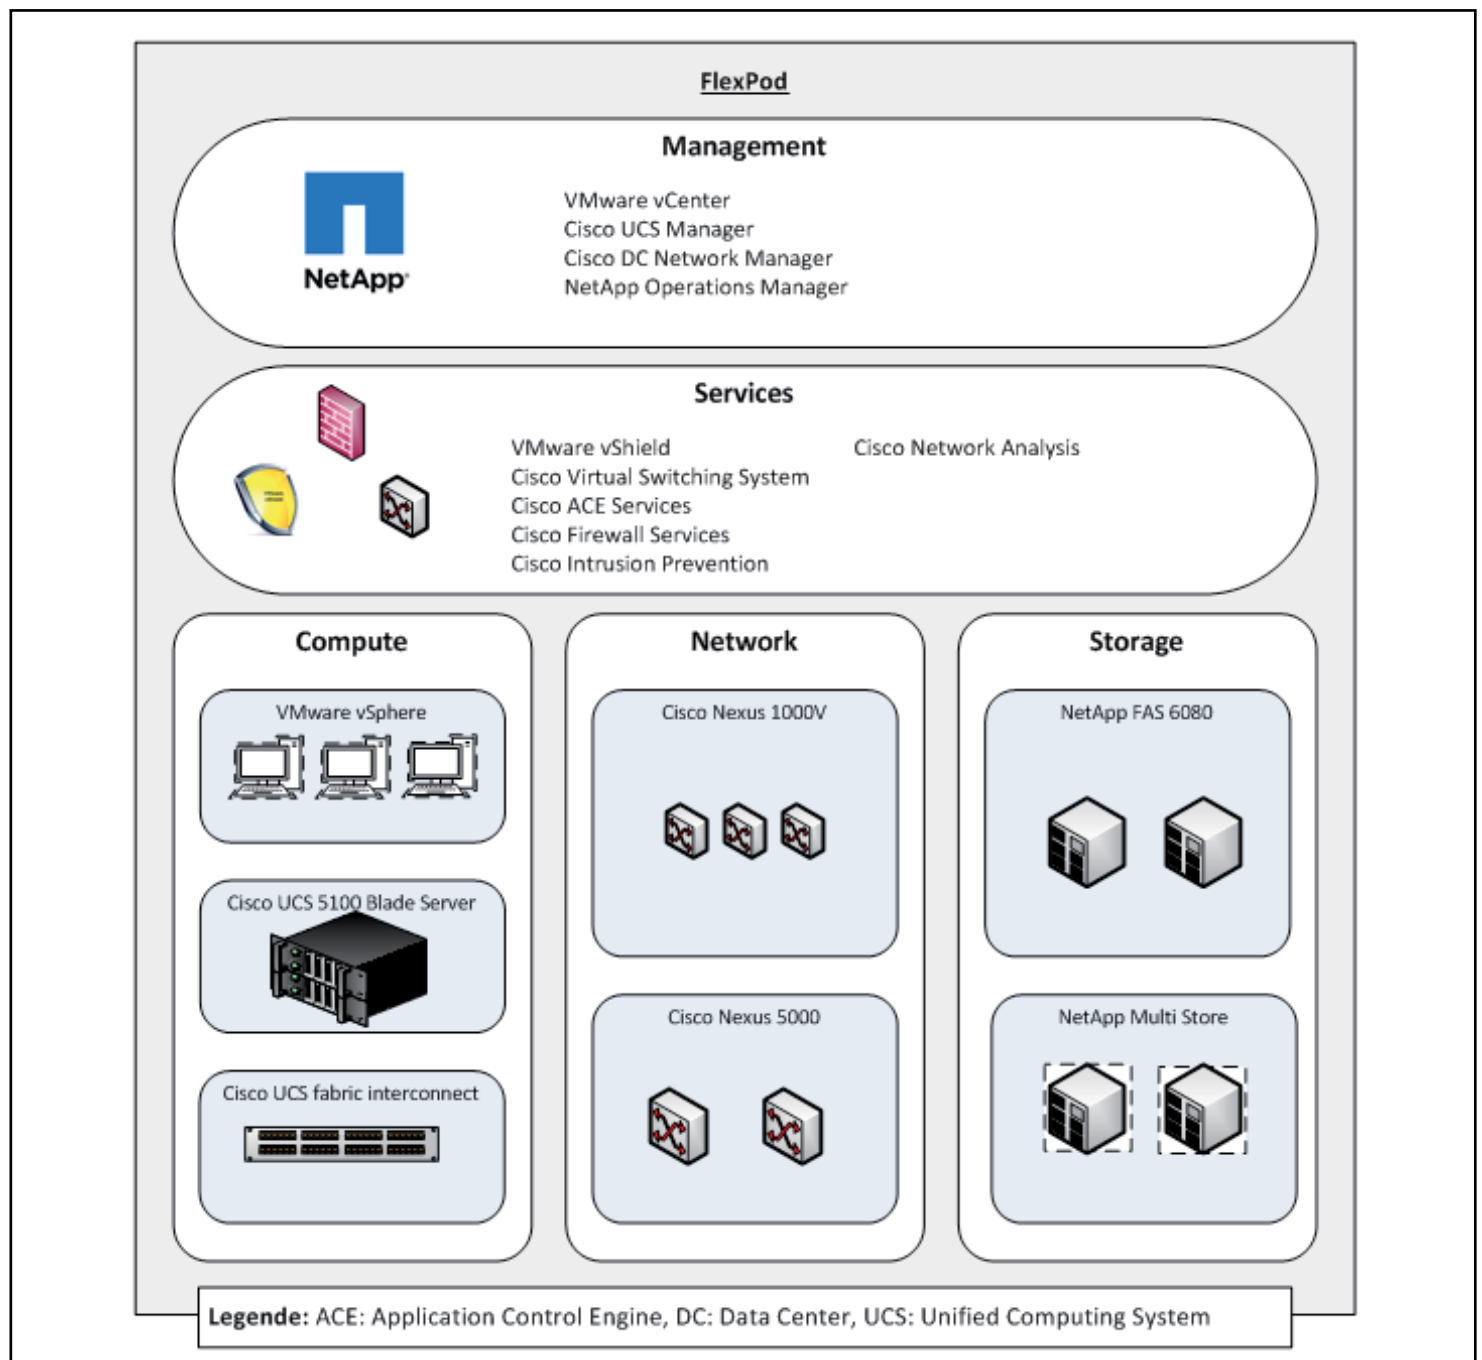 FlexPod
Management
VMware vCenter
Cisco UCS Manager
Cisco DC Network Manager
NetApp Operations Manager
NetApp
Services
VMware vShield
Cisco Virtual Switching System
Cisco ACE Services
Cisco Firewall Services
Cisco Intrusion Prevention
Cisco Network Analysis
Compute
VMware vSphere
Cisco UCS 5100 Blade Server
Cisco UCS fabric interconnect
Network
Cisco Nexus 1000V
Cisco Nexus 5000
Storage
NetApp FAS 6080
NetApp Multi Store
Legende: ACE: Application Control Engine, DC: Data Center, UCS: Unified Computing System